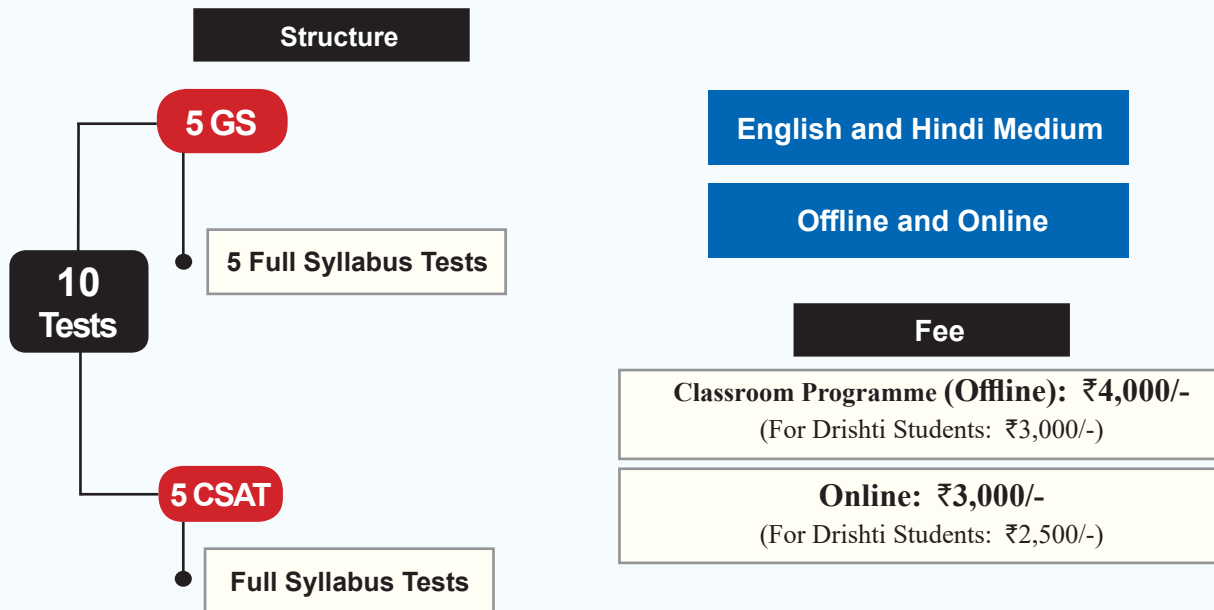 Structure
5 GS
5 Full Syllabus Tests
10
Tests
5 CSAT
Full Syllabus Tests
English and Hindi Medium
Offline and Online
Fee
Classroom Programme (Offline): ₹4,000/-
(For Drishti Students: ₹3,000/-)
Online: ₹3,000/-
(For Drishti Students: ₹2,500/-)